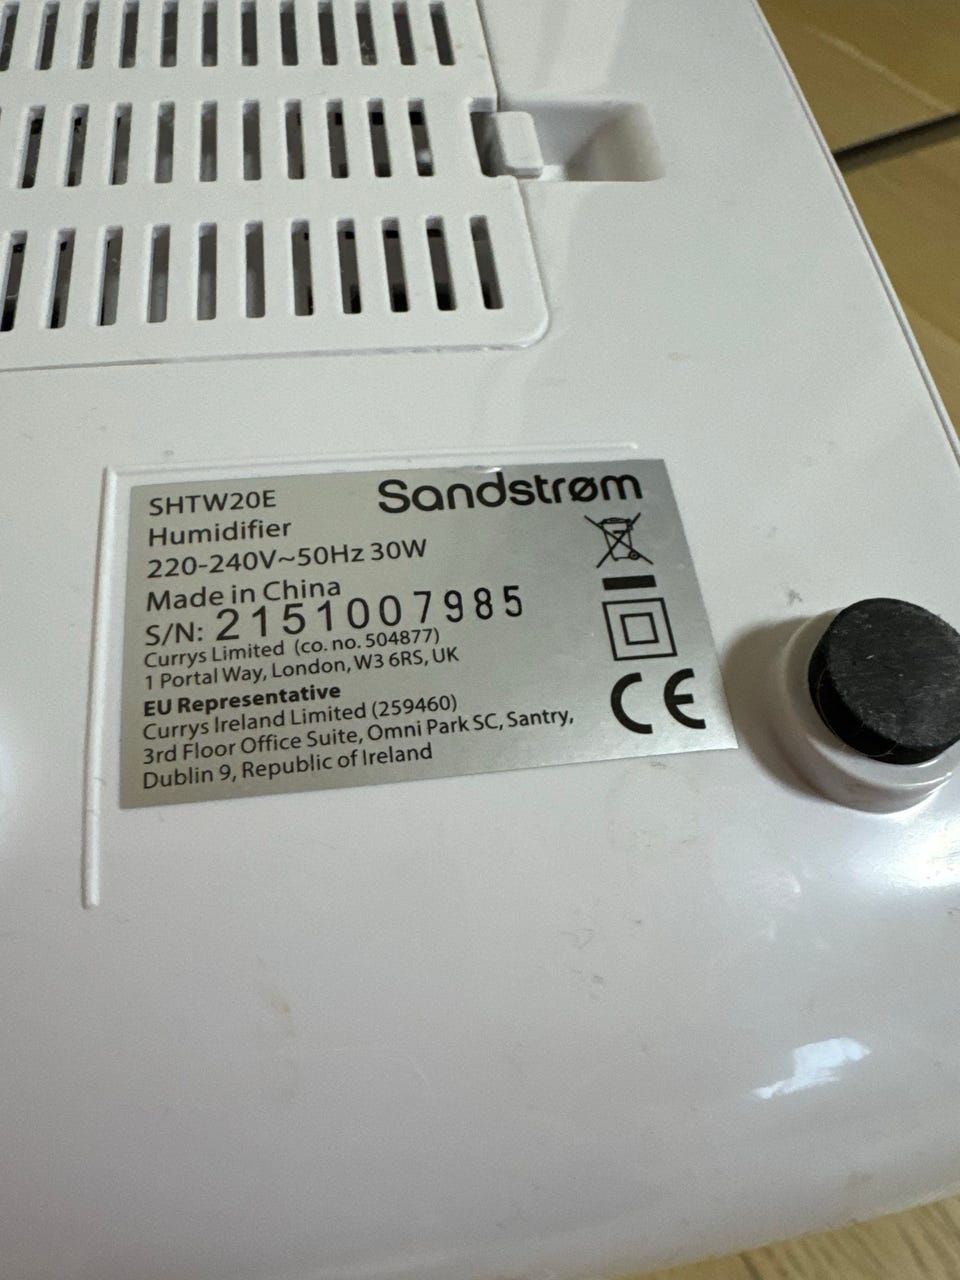 SHTW20E
Sandstrøm
Humidifier
220-240V~50Hz 30W
Made in China
S/N: 2151007985
Currys Limited (co. no. 504877)
1 Portal Way, London, W3 6RS, UK
EU Representative
Currys Ireland Limited (259460)
3rd Floor Office Suite, Omni Park SC, Santry,
Dublin 9, Republic of Ireland
CE